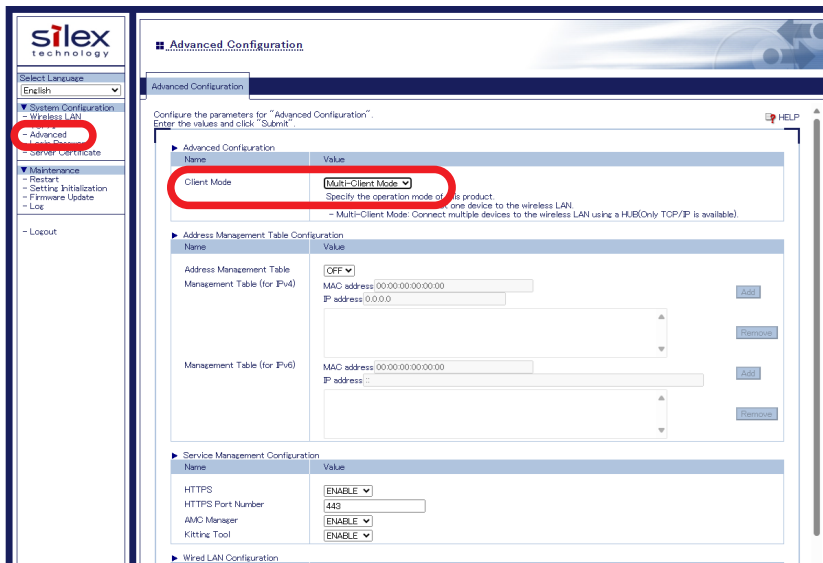 silex
technology
Select Language
English
▼ System Configuration
- Wireless LAN
- Advanced
- Server Certificate
▼ Maintenance
- Restart
- Setting Initialization
- Firmware Update
- Log
- Logout
Advanced Configuration
Advanced Configuration
Configure the parameters for "Advanced Configuration".
Enter the values and click "Submit".
HELP
▶ Advanced Configuration
Name Value
Client Mode Multi-Client Mode
Specify the operation mode of this product.
one device to the wireless LAN.
- Multi-Client Mode: Connect multiple devices to the wireless LAN using a HUB(Only TCP/IP is available).
▶ Address Management Table Configuration
Name Value
Address Management Table OFF
Management Table (for IPv4) MAC address 00:00:00:00:00:00
IP address 0.0.0.0
Add
Remove
Management Table (for IPv6) MAC address 00:00:00:00:00:00
IP address ::
Add
Remove
▶ Service Management Configuration
Name Value
HTTPS ENABLE
HTTPS Port Number 443
AMC Manager ENABLE
Kitting Tool ENABLE
▶ Wired LAN Configuration